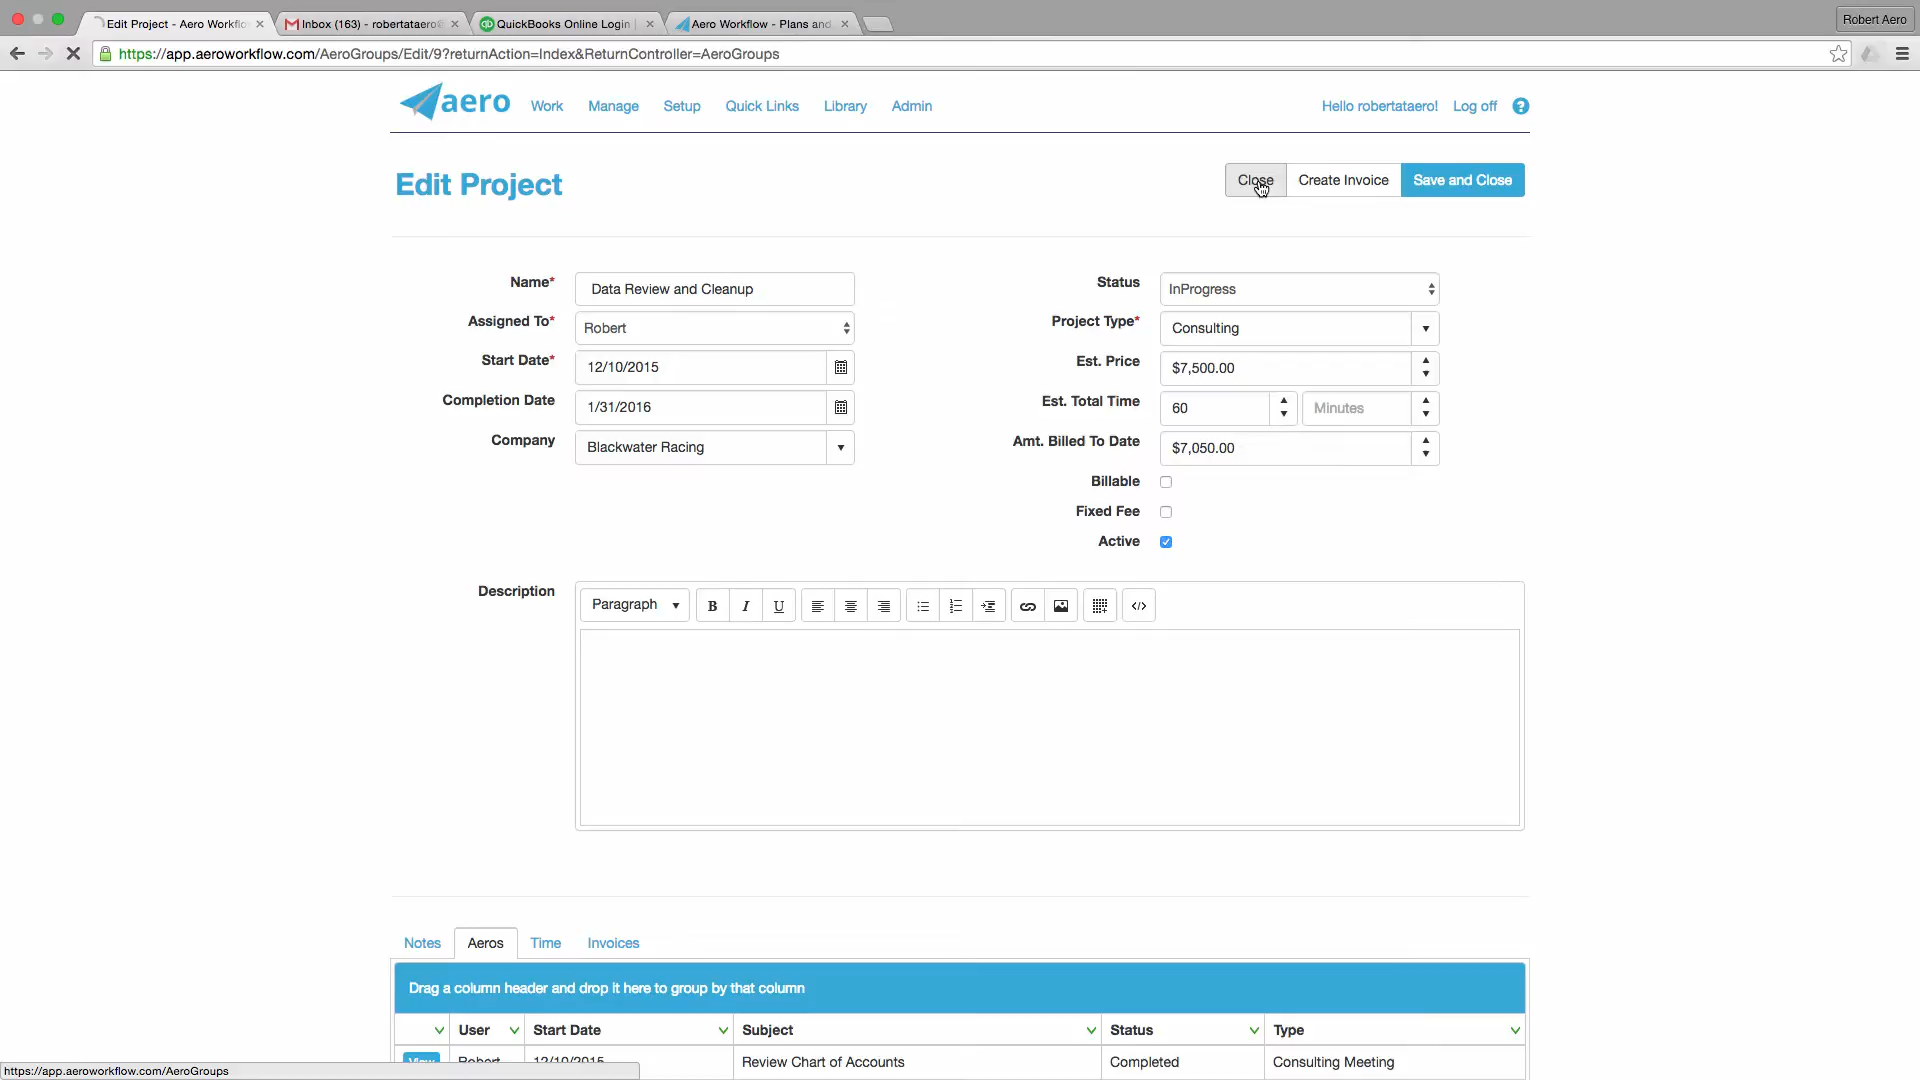 Edit Project - Aero Workflo
Inbox (163) - robertataero@
QuickBooks Online Login
Aero Workflow - Plans and
Robert Aero
https://app.aeroworkflow.com/AeroGroups/Edit/9?returnAction=Index&ReturnController=AeroGroups
aero
Work
Manage
Setup
Quick Links
Library
Admin
Hello robertataero!
Log off
?
Edit Project
Close
Create Invoice
Save and Close
Name*
Data Review and Cleanup
Assigned To*
Robert
Start Date*
12/10/2015
Completion Date
1/31/2016
Company
Blackwater Racing
Status
InProgress
Project Type*
Consulting
Est. Price
$7,500.00
Est. Total Time
60
Minutes
Amt. Billed To Date
$7,050.00
Billable
Fixed Fee
Active
Description
Paragraph
B
I
U
Notes
Aeros
Time
Invoices
Drag a column header and drop it here to group by that column
User
Start Date
Subject
Status
Type
View
Robert
12/10/2015
Review Chart of Accounts
Completed
Consulting Meeting
https://app.aeroworkflow.com/AeroGroups